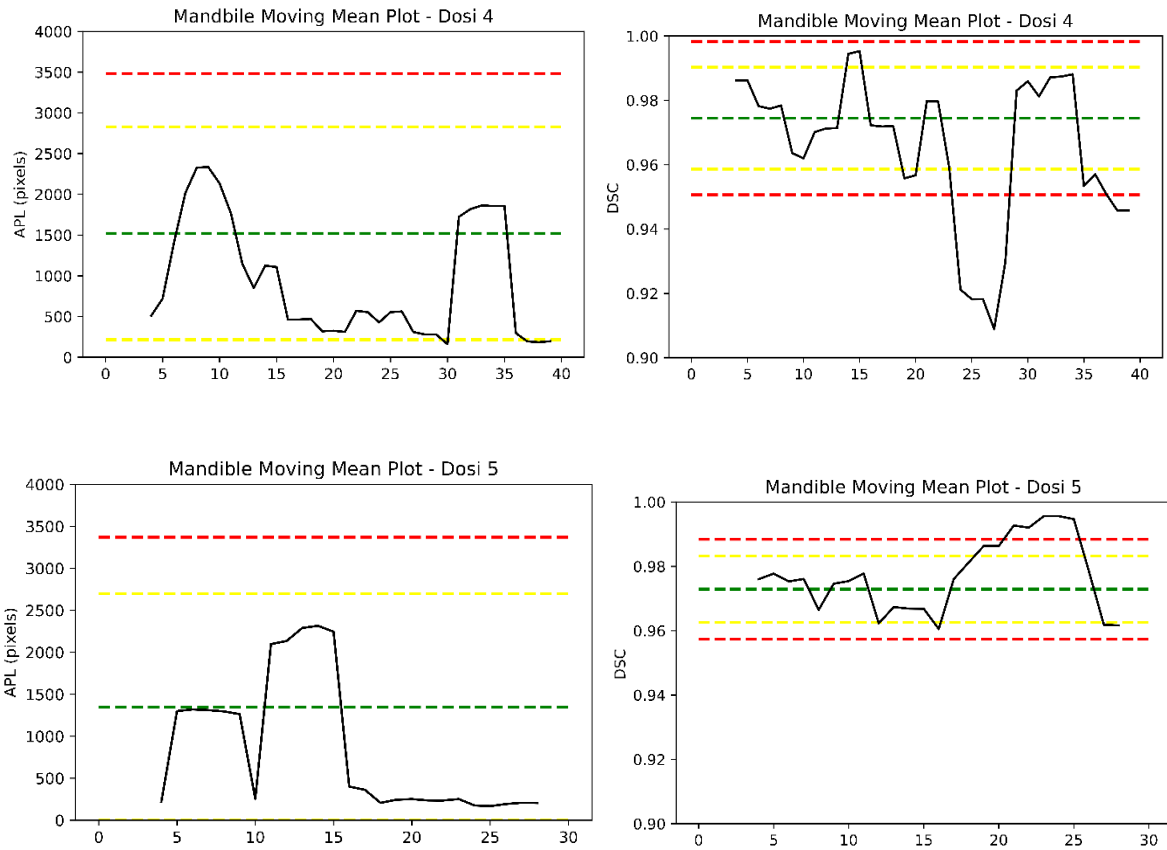 Mandbile Moving Mean Plot - Dosi 4
4000
3500
3000
2500
2000
1500
1000
500
0
APL (pixels)
0 5 10 15 20 25 30 35 40
Mandible Moving Mean Plot - Dosi 4
1.00
0.98
0.96
0.94
0.92
0.90
DSC
0 5 10 15 20 25 30 35 40
Mandible Moving Mean Plot - Dosi 5
4000
3500
3000
2500
2000
1500
1000
500
0
APL (pixels)
0 5 10 15 20 25 30
Mandible Moving Mean Plot - Dosi 5
1.00
0.98
0.96
0.94
0.92
0.90
DSC
0 5 10 15 20 25 30